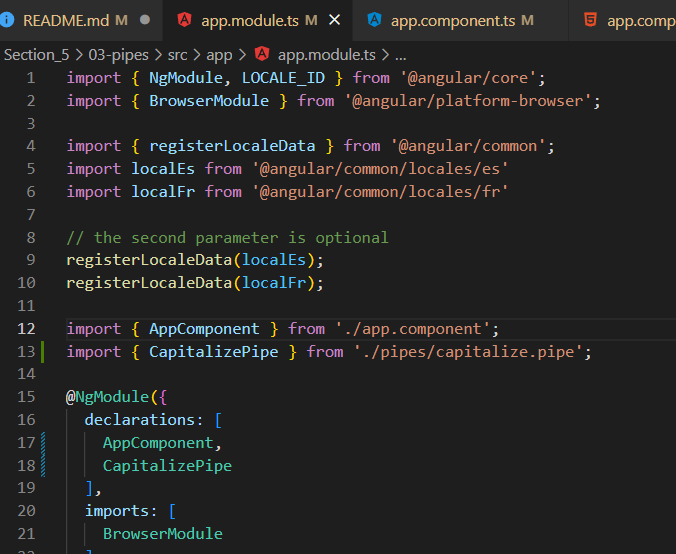 README.md M
app.module.ts M
app.component.ts M
app.comp
Section_5 > 03-pipes > src > app > app.module.ts > ...
1 import { NgModule, LOCALE_ID } from '@angular/core';
2 import { BrowserModule } from '@angular/platform-browser';
3
4 import { registerLocaleData } from '@angular/common';
5 import localEs from '@angular/common/locales/es'
6 import localFr from '@angular/common/locales/fr'
7
8 // the second parameter is optional
9 registerLocaleData(localEs);
10 registerLocaleData(localFr);
11
12 import { AppComponent } from './app.component';
13 import { CapitalizePipe } from './pipes/capitalize.pipe';
14
15 @NgModule({
16 declarations: [
17 AppComponent,
18 CapitalizePipe
19 ],
20 imports: [
21 BrowserModule